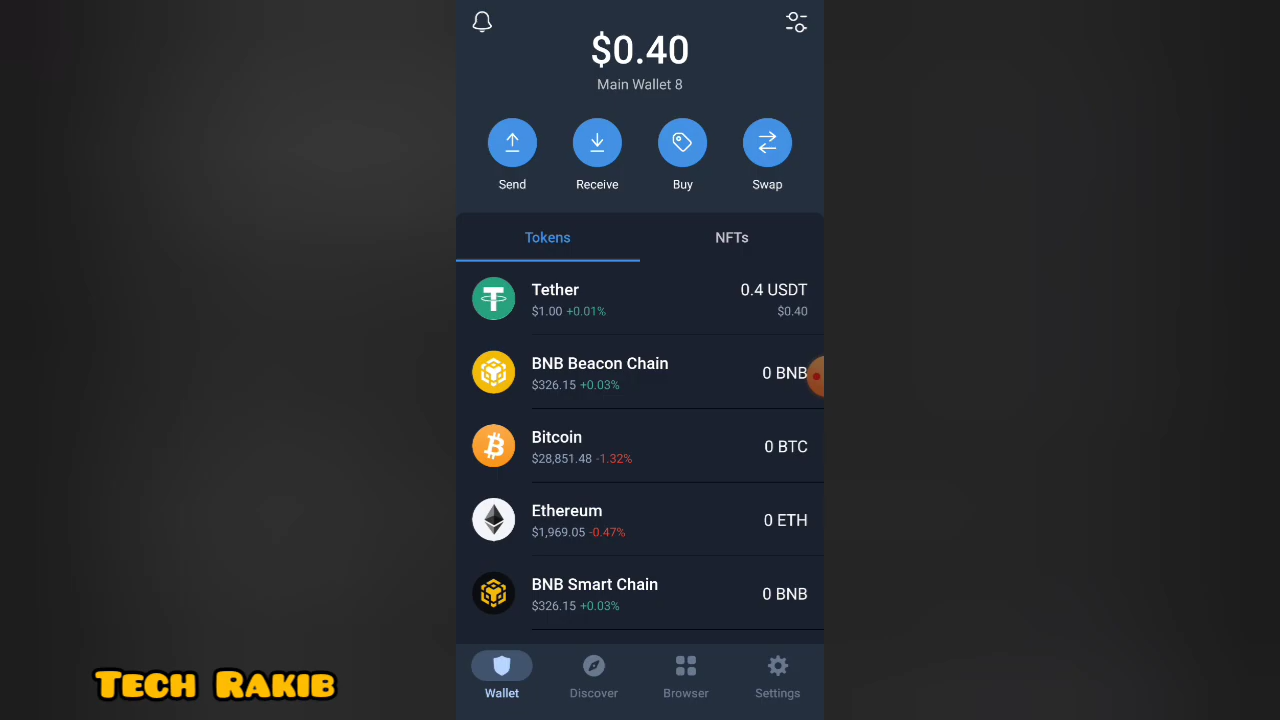 $0.40
Main Wallet 8
Send Receive Buy Swap
Tokens NFTs
Tether 0.4 USDT
$1.00 +0.01% $0.40
BNB Beacon Chain 0 BNB
$326.15 +0.03%
Bitcoin 0 BTC
$28,851.48 -1.32%
Ethereum 0 ETH
$1,969.05 -0.47%
BNB Smart Chain 0 BNB
$326.15 +0.03%
Wallet Discover Browser Settings
Tech Rakib